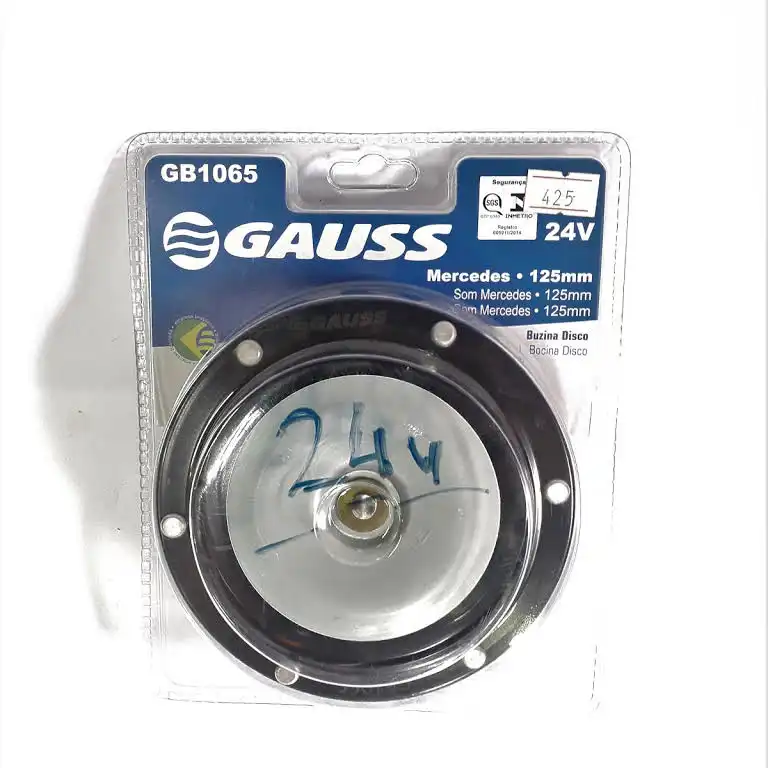 GB1065
Segurança
SGS
INMETRO
Registro
425
24V
GAUSS
Mercedes • 125mm
Som Mercedes • 125mm
Som Mercedes • 125mm
Buzina Disco
Bocina Disco
GAUSS
24V